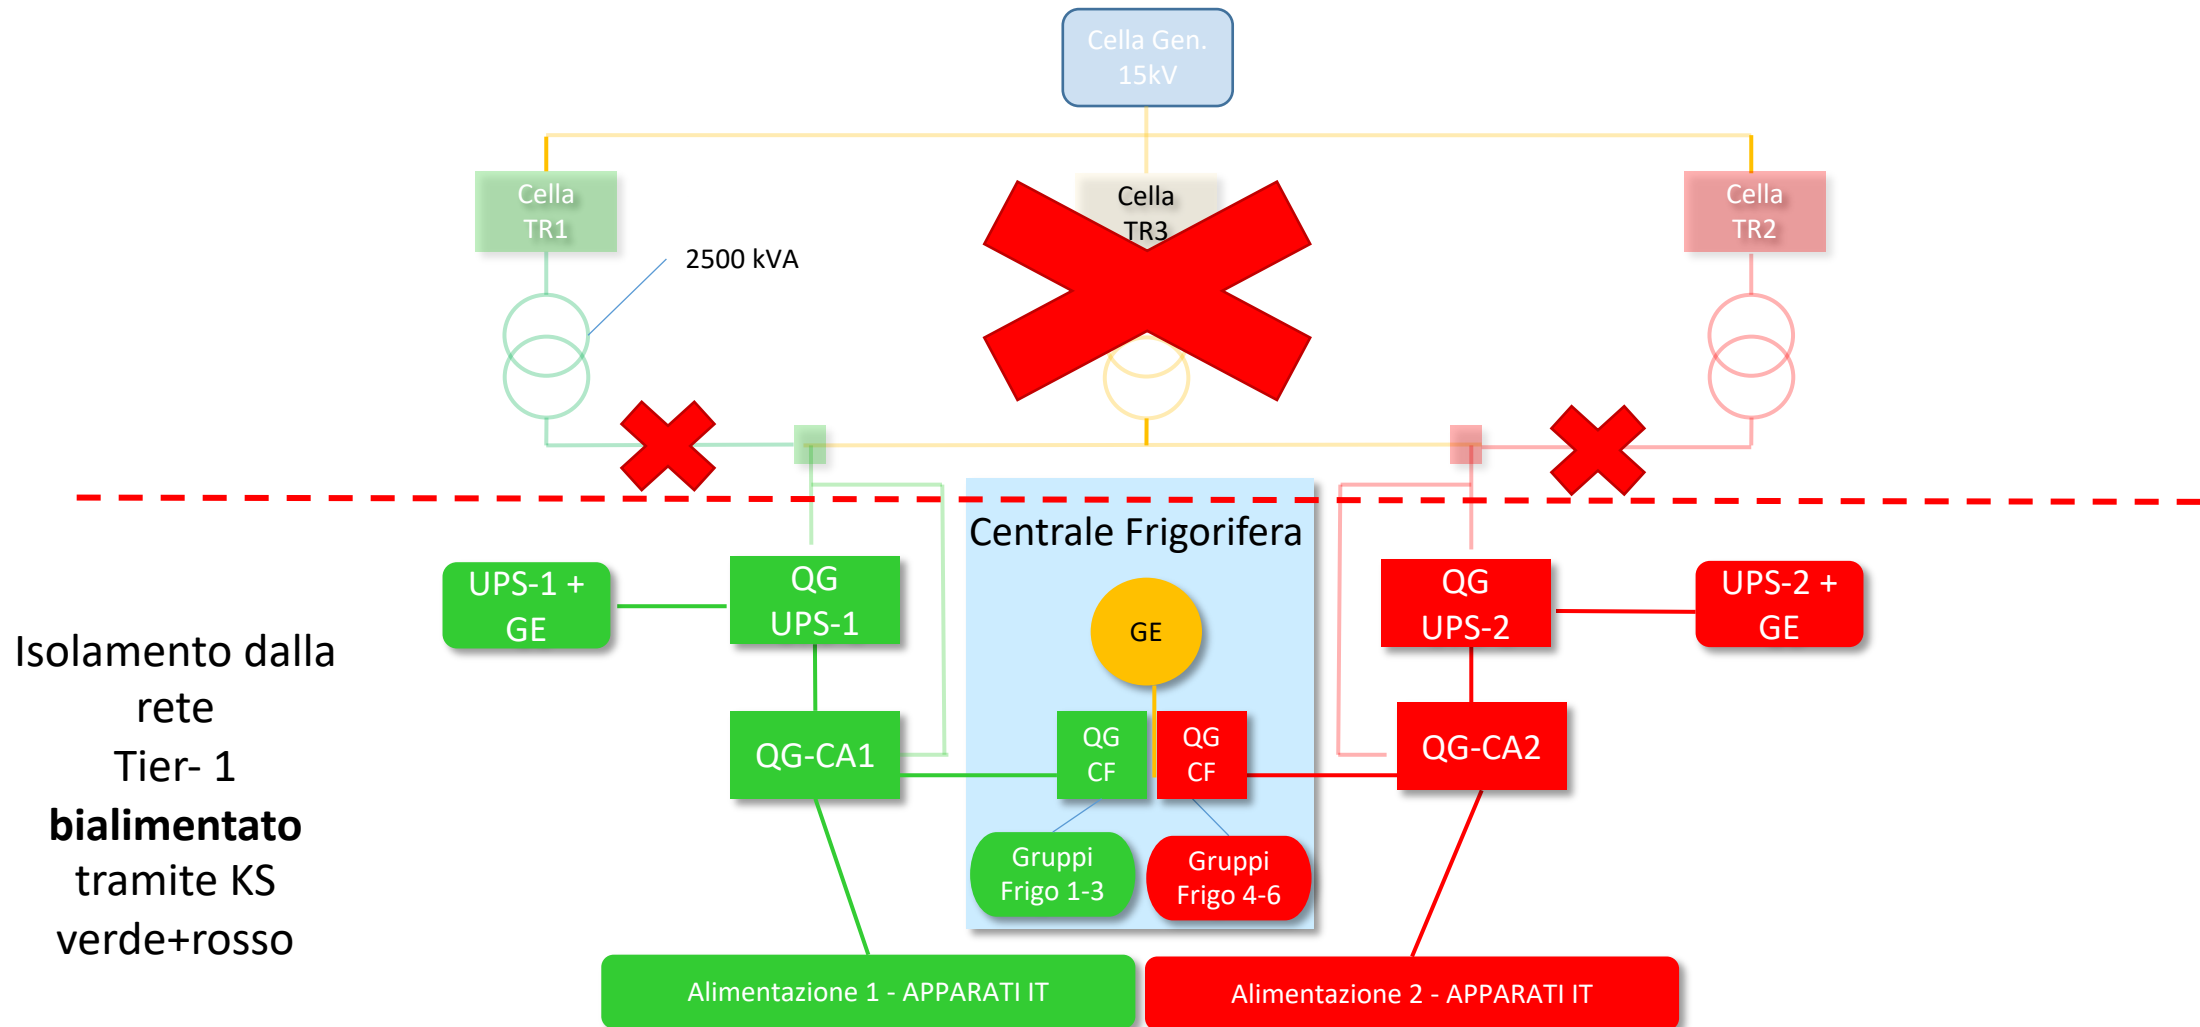 Cella Gen.
15kV
Cella
TR1
Cella
TR3
Cella
TR2
2500 kVA
Centrale Frigorifera
UPS-1 +
GE
QG
UPS-1
GE
QG
UPS-2
UPS-2 +
GE
Isolamento dalla
rete
Tier- 1
bialimentato
tramite KS
verde+rosso
QG-CA1
QG
CF
QG
CF
QG-CA2
Gruppi
Frigo 1-3
Gruppi
Frigo 4-6
Alimentazione 1 - APPARATI IT
Alimentazione 2 - APPARATI IT